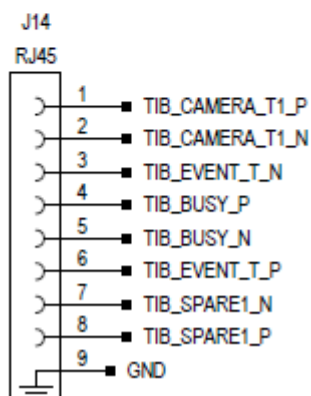 J14
RJ45
1 TIB_CAMERA_T1_P
2 TIB_CAMERA_T1_N
3 TIB_EVENT_T_N
4 TIB_BUSY_P
5 TIB_BUSY_N
6 TIB_EVENT_T_P
7 TIB_SPARE1_N
8 TIB_SPARE1_P
9 GND